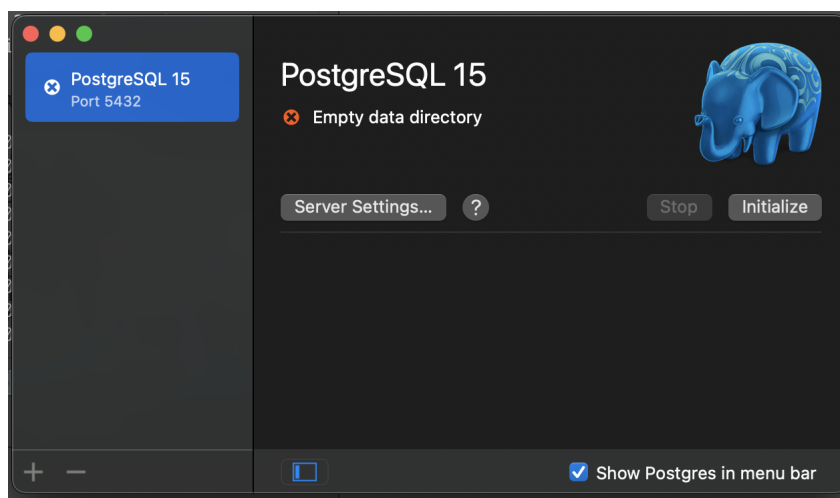 PostgreSQL 15
Port 5432
PostgreSQL 15
Empty data directory
Server Settings... ?
Stop Initialize
Show Postgres in menu bar